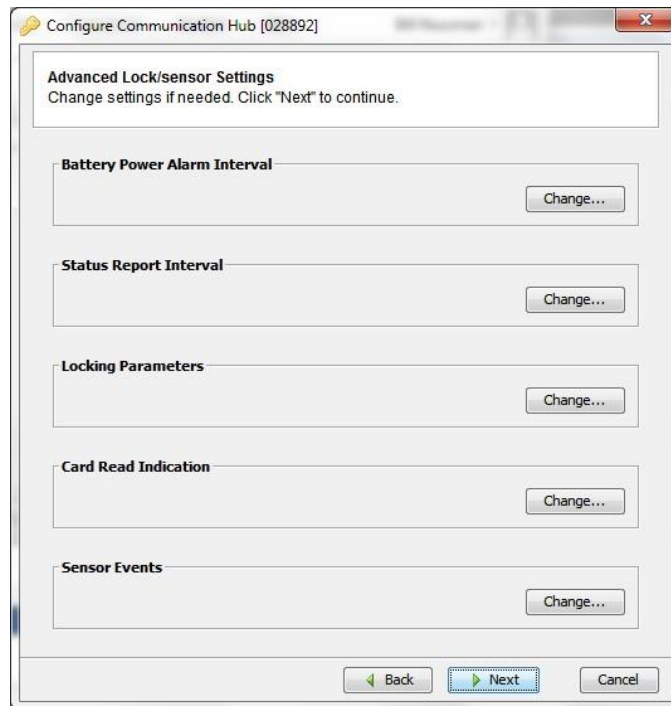 Configure Communication Hub [028892]
Advanced Lock/sensor Settings
Change settings if needed. Click "Next" to continue.
Battery Power Alarm Interval
Change...
Status Report Interval
Change...
Locking Parameters
Change...
Card Read Indication
Change...
Sensor Events
Change...
Back
Next
Cancel